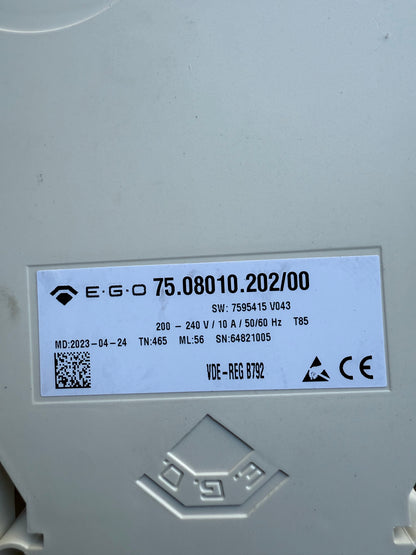 E·G·O 75.08010.202/00
SW: 7595415 V043
200 - 240 V / 10 A / 50/60 Hz T85
MD:2023-04-24 TN:465 ML:56 SN:64821005
VDE-REG B792
CE
E.G.O